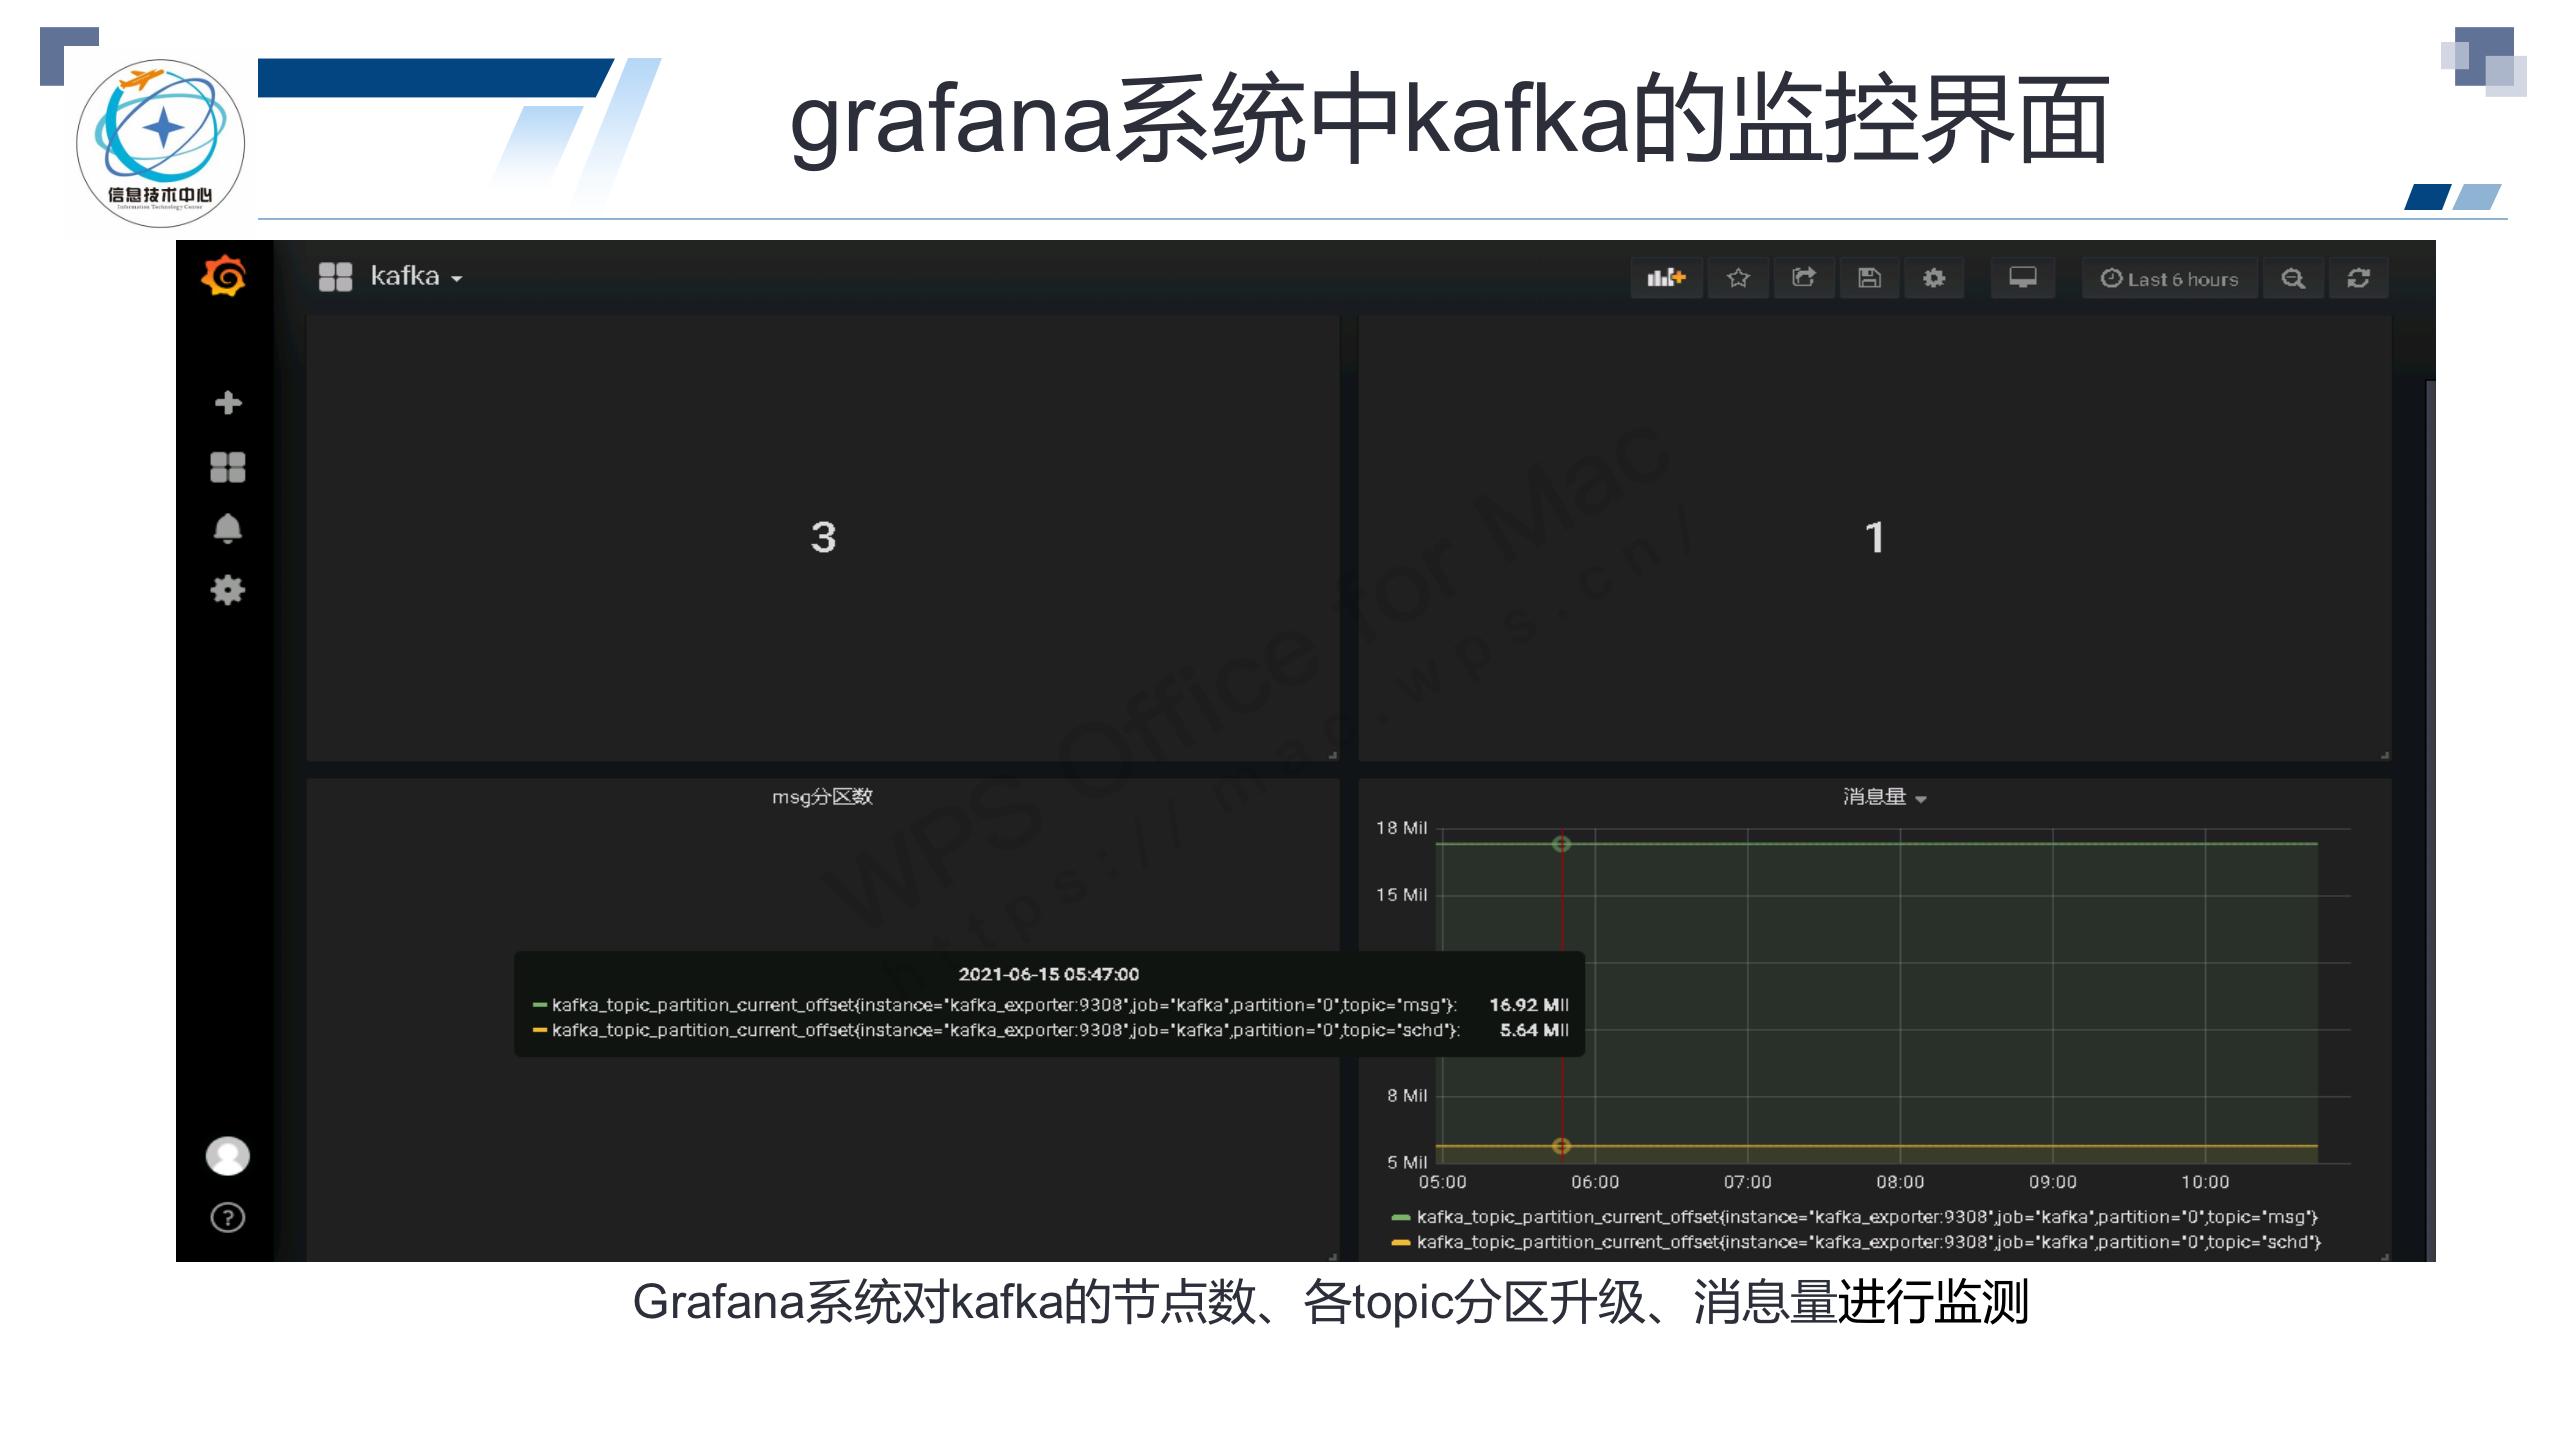 grafana系统中kafka的监控界面
信息技术中心
Information Technology Center
kafka
Last 6 hours
3
1
WPS Office for Mac
https://mac.wps.cn/
msg分区数
消息量
18 Mil
15 Mil
2021-06-15 05:47:00
kafka_topic_partition_current_offset{instance="kafka_exporter:9308",job="kafka",partition="0",topic="msg"}: 16.92 Mil
kafka_topic_partition_current_offset{instance="kafka_exporter:9308",job="kafka",partition="0",topic="schd"}: 5.64 Mil
8 Mil
5 Mil
05:00 06:00 07:00 08:00 09:00 10:00
kafka_topic_partition_current_offset{instance="kafka_exporter:9308",job="kafka",partition="0",topic="msg"}
kafka_topic_partition_current_offset{instance="kafka_exporter:9308",job="kafka",partition="0",topic="schd"}
Grafana系统对kafka的节点数、各topic分区升级、消息量进行监测